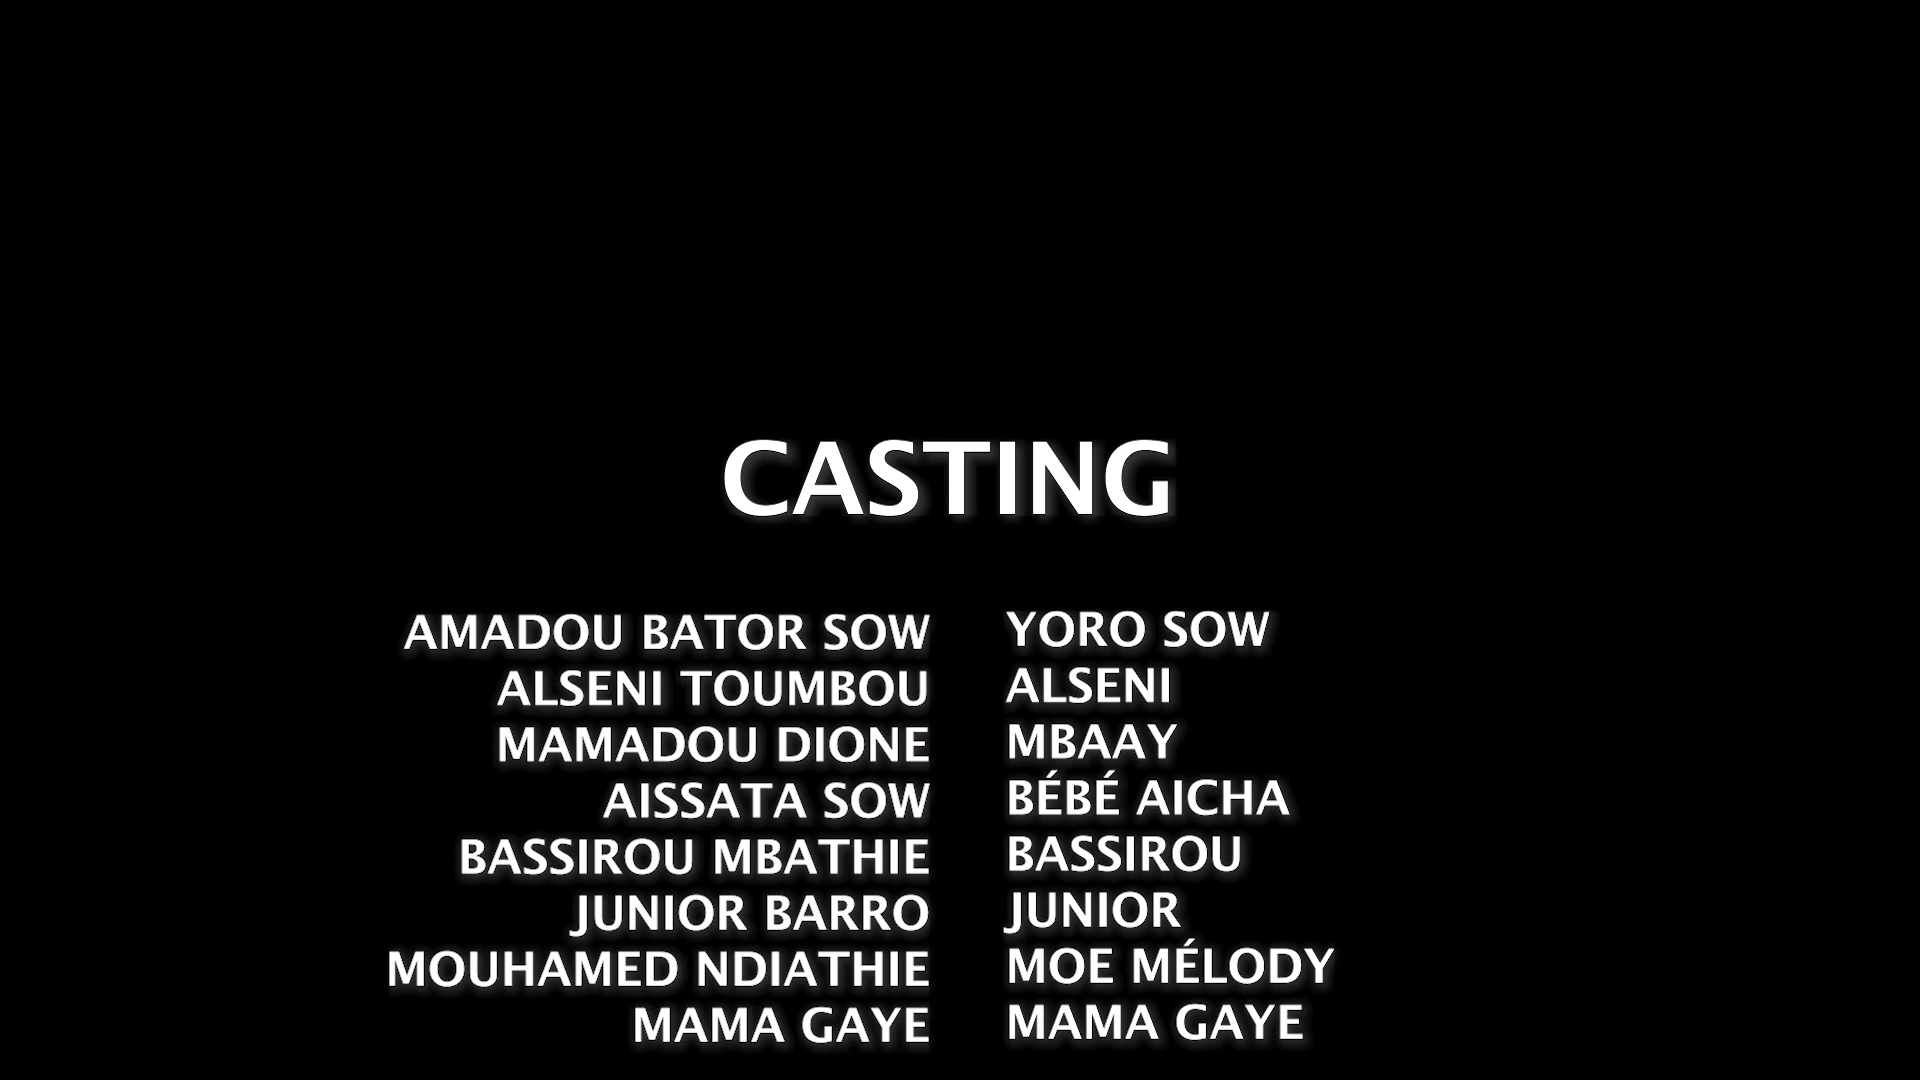 CASTING
AMADOU BATOR SOW YORO SOW
ALSENI TOUMBOU ALSENI
MAMADOU DIONE MBAAY
AISSATA SOW BÉBÉ AICHA
BASSIROU MBATHIE BASSIROU
JUNIOR BARRO JUNIOR
MOUHAMED NDIATHIE MOE MÉLODY
MAMA GAYE MAMA GAYE